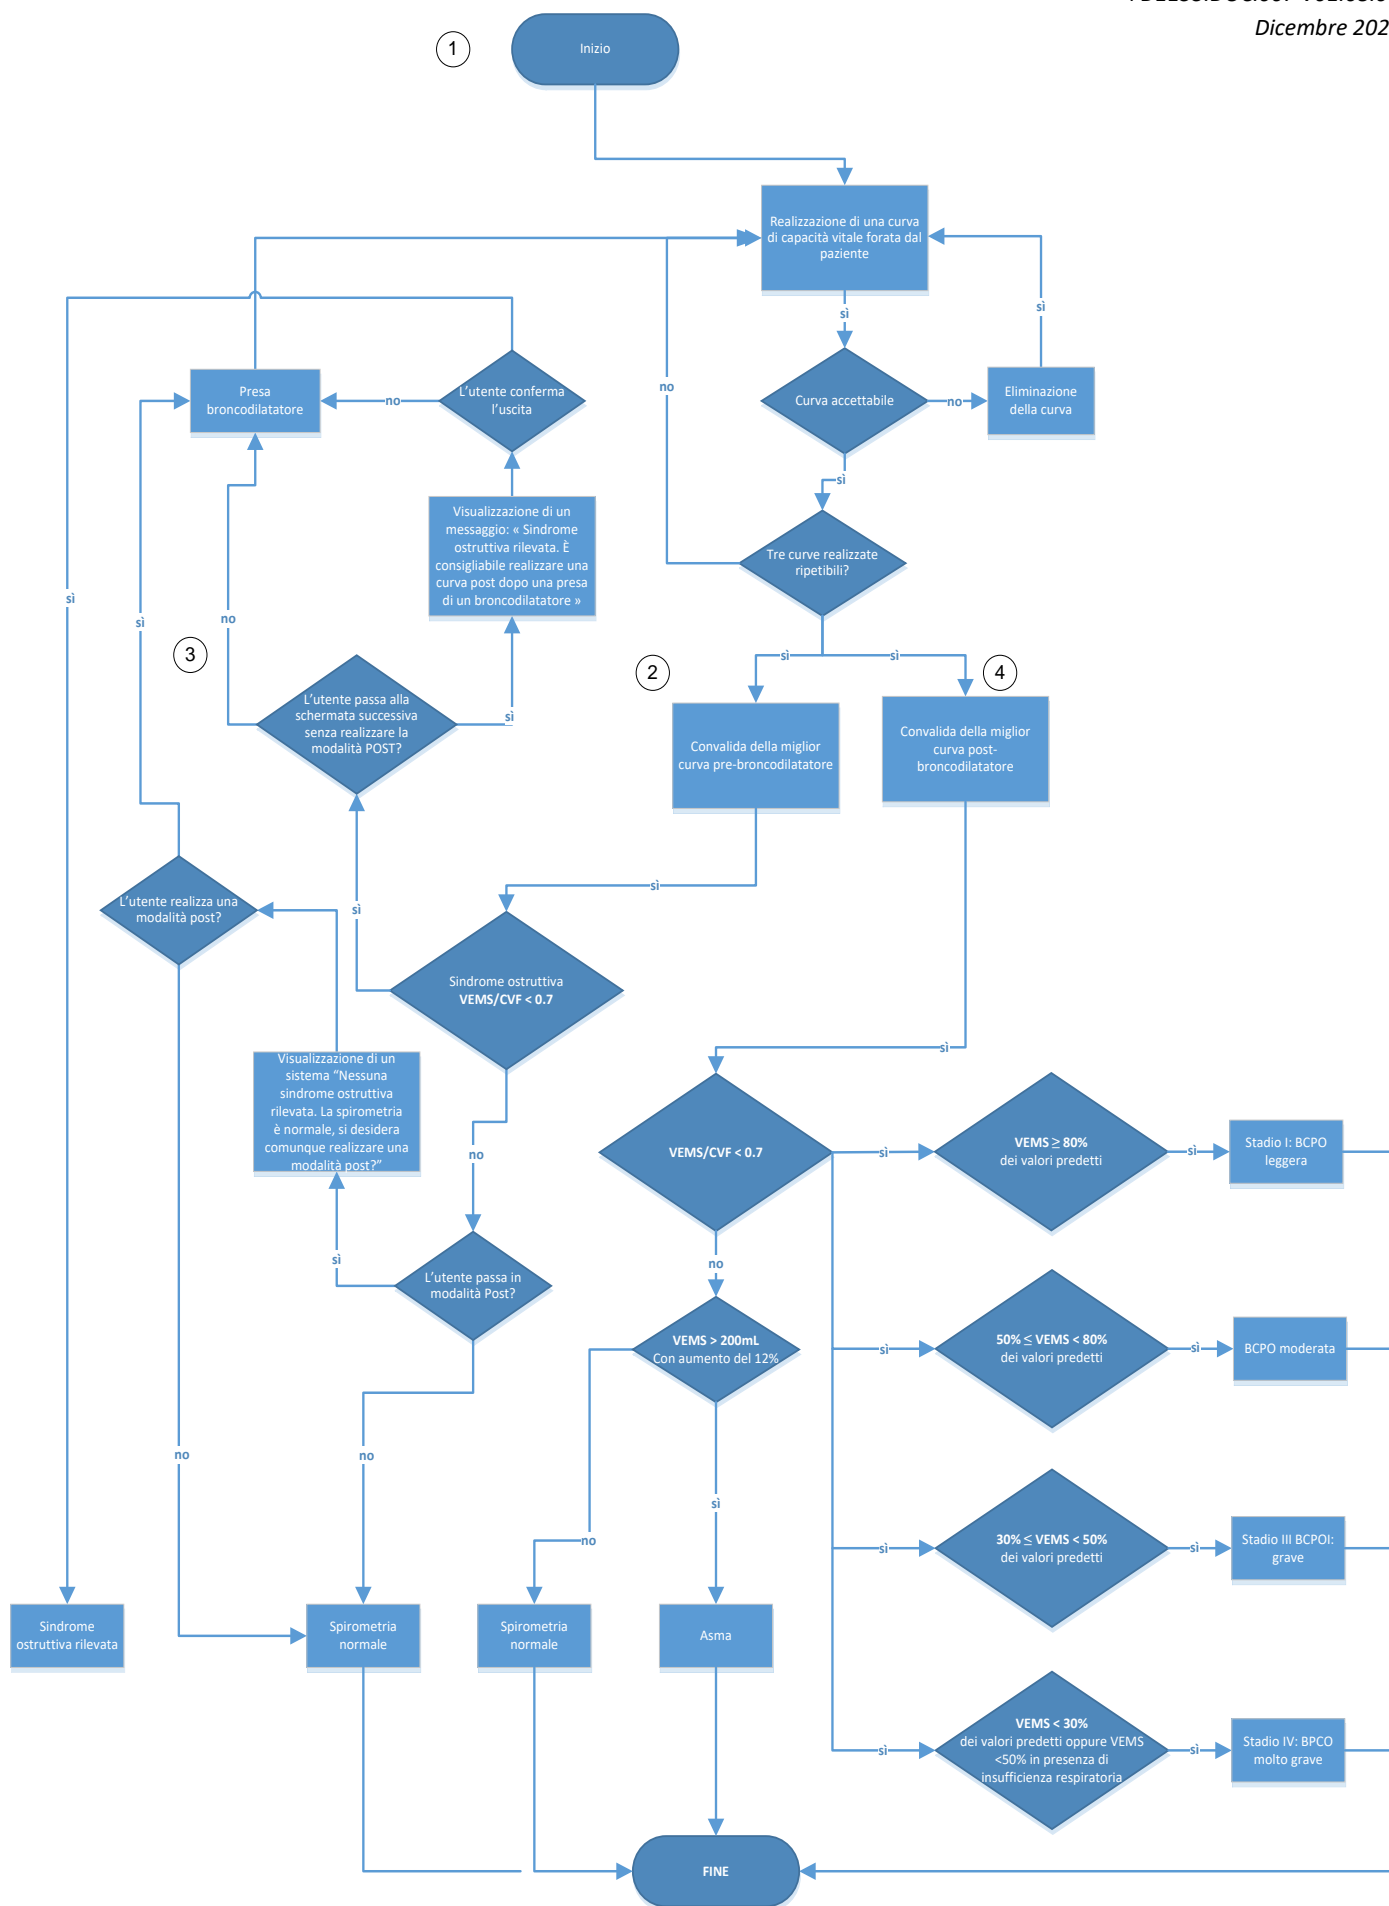 Dicembre 202
1
Inizio
Realizzazione di una curva
di capacità vitale forata dal
paziente
sì
sì
Presa
broncodilatatore
no
L'utente conferma
l'uscita
no
Curva accettabile
no
Eliminazione
della curva
sì
Visualizzazione di un
messaggio: « Sindrome
ostruttiva rilevata. È
consigliabile realizzare una
curva post dopo una presa
di un broncodilatatore »
Tre curve realizzate
ripetibili?
sì
sì
no
3
sì
sì
2
4
L'utente passa alla
schermata successiva
senza realizzare la
modalità POST?
sì
Convalida della miglior
curva pre-broncodilatatore
Convalida della miglior
curva post-
broncodilatatore
sì
L'utente realizza una
modalità post?
sì
Sindrome ostruttiva
VEMS/CVF < 0.7
sì
Visualizzazione di un
sistema “Nessuna
sindrome ostruttiva
rilevata. La spirometria
è normale, si desidera
comunque realizzare una
modalità post?”
no
VEMS/CVF < 0.7
sì
VEMS ≥ 80%
dei valori predetti
sì
Stadio I: BCPO
leggera
sì
no
L'utente passa in
modalità Post?
VEMS > 200mL
Con aumento del 12%
sì
50% ≤ VEMS < 80%
dei valori predetti
sì
BCPO moderata
no
no
sì
no
sì
30% ≤ VEMS < 50%
dei valori predetti
sì
Stadio III BCPOI:
grave
Sindrome
ostruttiva rilevata
Spirometria
normale
Spirometria
normale
Asma
sì
VEMS < 30%
dei valori predetti oppure VEMS
<50% in presenza di
insufficienza respiratoria
sì
Stadio IV: BPCO
molto grave
FINE